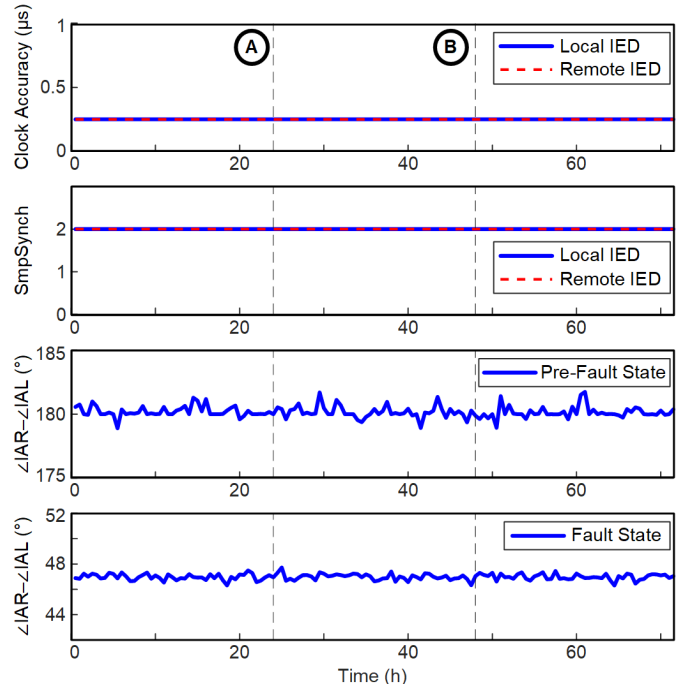 Clock Accuracy (µs)
1
0.5
0
A
B
Local IED
Remote IED
0
20
40
60
SmpSynch
2
1
2
0
Local IED
Remote IED
0
20
40
60
∠IAR–∠IAL (°)
185
180
175
Pre-Fault State
0
20
40
60
∠IAR–∠IAL (°)
52
48
44
Fault State
0
20
40
60
Time (h)